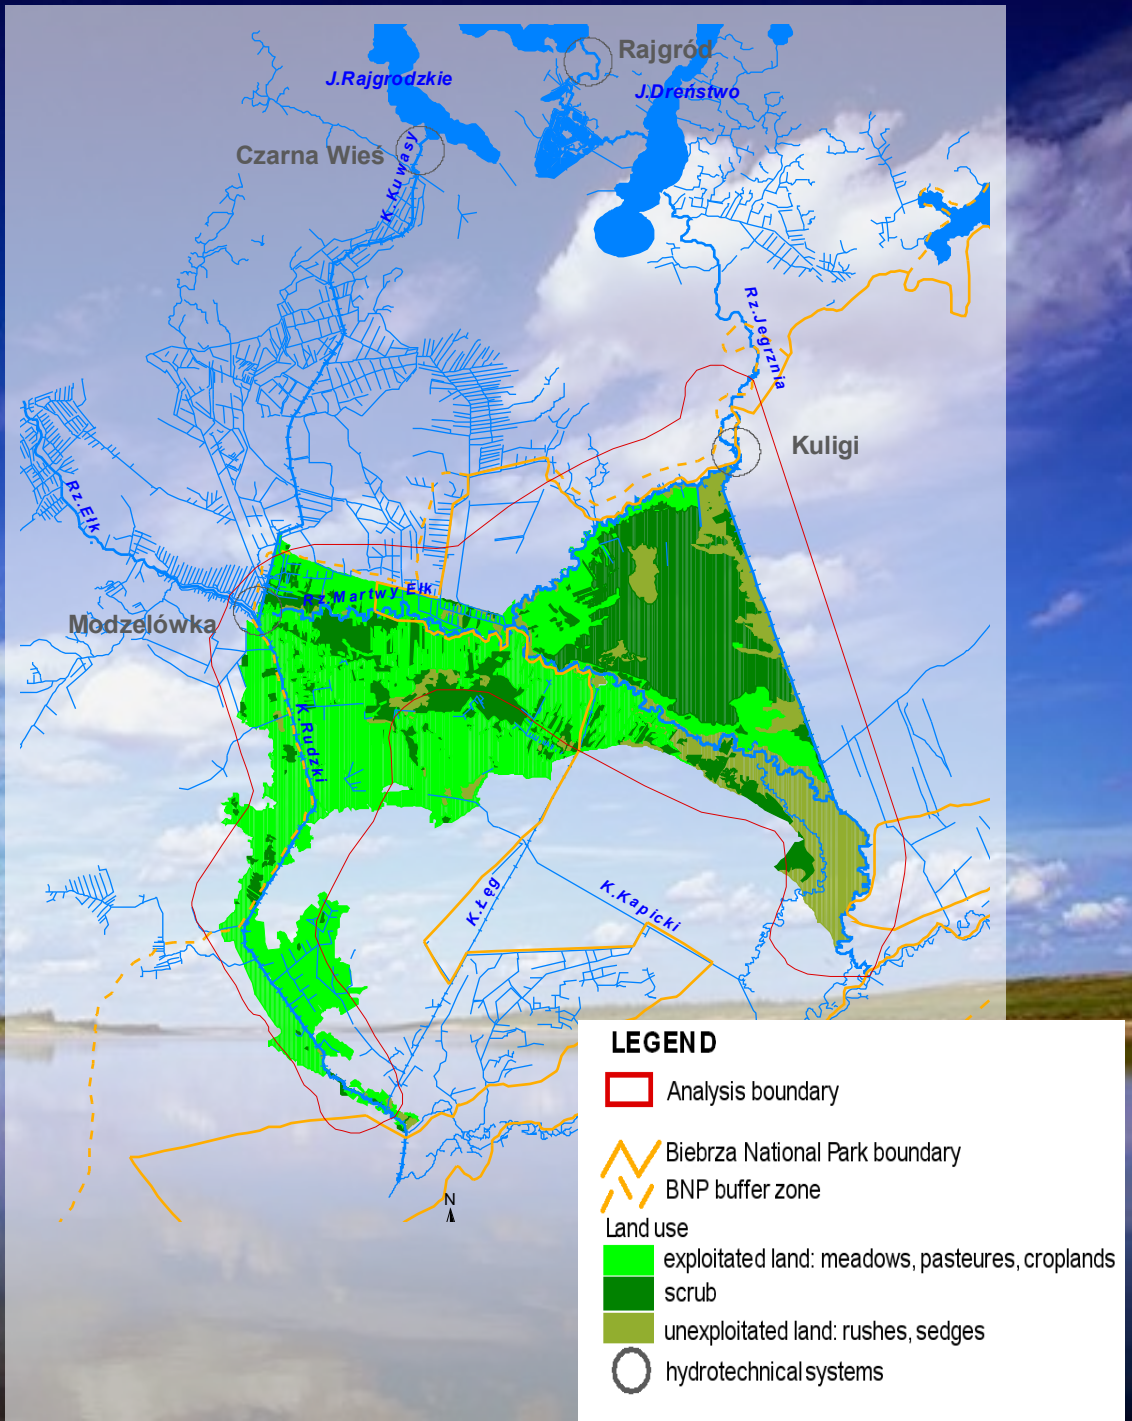 Rajgród
J.Rajgrodzkie
J.Dreństwo
Czarna Wieś
K.Kuwasy
Rz.Jegrznia
Kuligi
Rz.Ełk
Rz.Martwy Ełk
Modzelówka
K.Rudzki
K.Łęg
K.Kapicki
N
LEGEND
Analysis boundary
Biebrza National Park boundary
BNP buffer zone
Land use
exploitated land: meadows, pasteures, croplands
scrub
unexploitated land: rushes, sedges
hydrotechnical systems